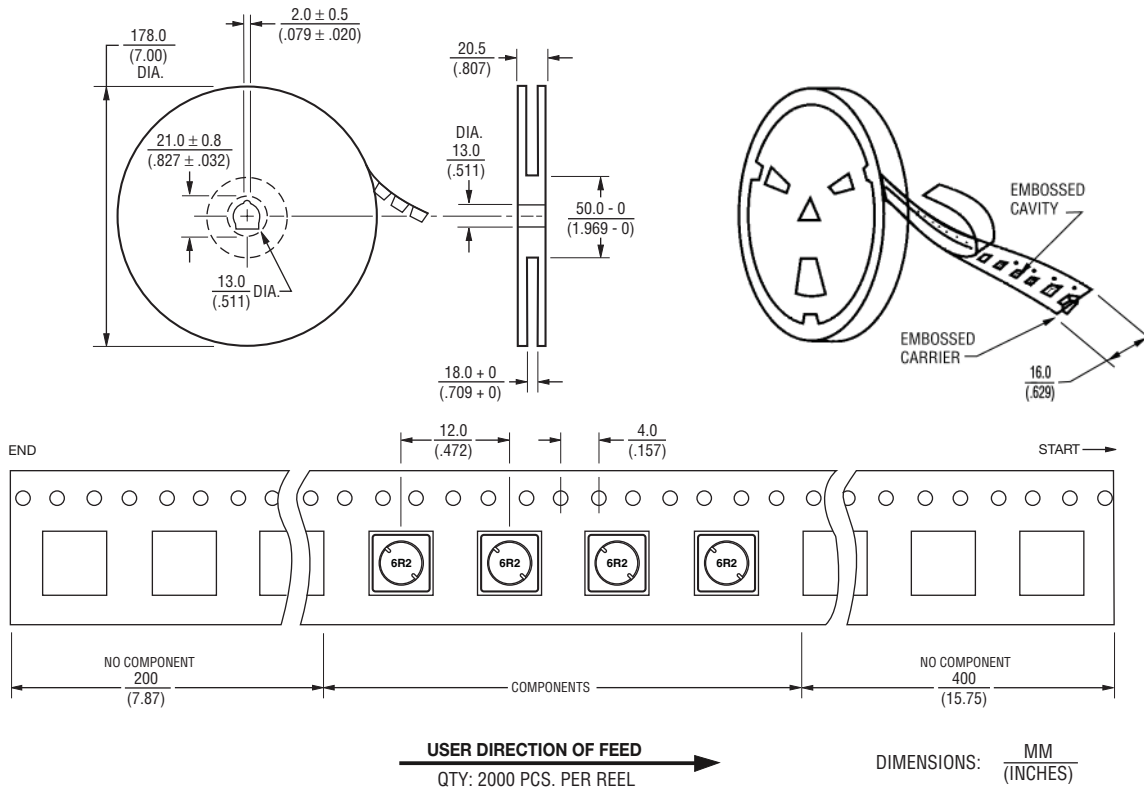 2.0 ± 0.5
(.079 ± .020)
178.0
(7.00)
DIA.
20.5
(.807)
21.0 ± 0.8
(.827 ± .032)
DIA.
13.0
(.511)
50.0 - 0
(1.969 - 0)
13.0
(.511)
DIA.
18.0 + 0
(.709 + 0)
EMBOSSED
CAVITY
EMBOSSED
CARRIER
16.0
(.629)
12.0
(.472)
4.0
(.157)
END
START
6R2
6R2
6R2
6R2
NO COMPONENT
200
(7.87)
COMPONENTS
NO COMPONENT
400
(15.75)
USER DIRECTION OF FEED
QTY: 2000 PCS. PER REEL
DIMENSIONS:
MM
(INCHES)